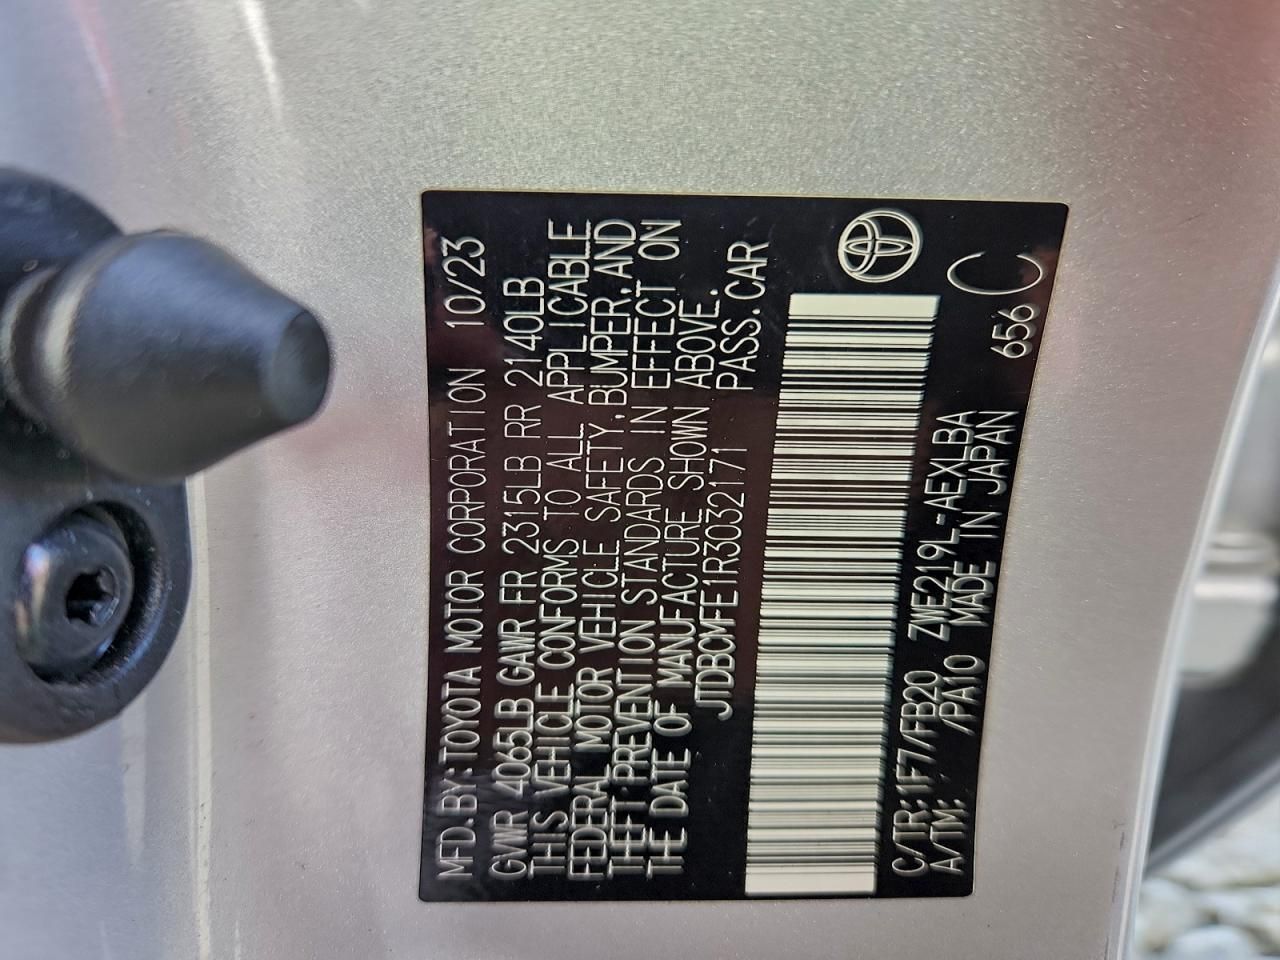 MFD.BY:TOYOTA MOTOR CORPORATION 10/23
GVWR 4065LB GAWR FR 2315LB RR 2140LB
THIS VEHICLE CONFORMS TO ALL APPLICABLE
FEDERAL MOTOR VEHICLE SAFETY,BUMPER,AND
THEFT PREVENTION STANDARDS IN EFFECT ON
THE DATE OF MANUFACTURE SHOWN ABOVE.
JTDBCMFE1R3032171 PASS.CAR
C/TR:1F7/FB20 ZWE219L-AEXLBA
A/TM: /PA10 MADE IN JAPAN
656 C